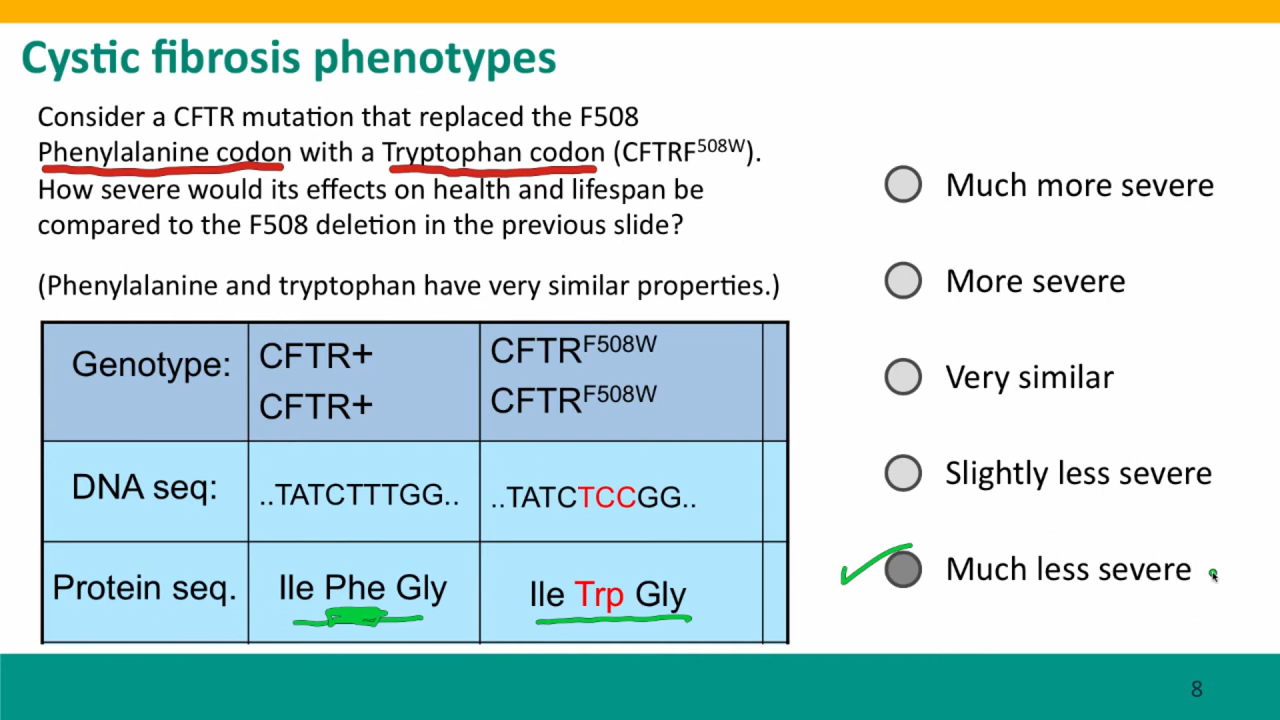 Cystic fibrosis phenotypes
Consider a CFTR mutation that replaced the F508
Phenylalanine codon with a Tryptophan codon (CFTRF508W).
How severe would its effects on health and lifespan be
compared to the F508 deletion in the previous slide?
(Phenylalanine and tryptophan have very similar properties.)
Genotype: CFTR+ CFTRF508W
CFTR+ CFTRF508W
DNA seq: ..TATCTTTGG.. ..TATCTCCGG..
Protein seq. Ile Phe Gly Ile Trp Gly
Much more severe
More severe
Very similar
Slightly less severe
Much less severe
8